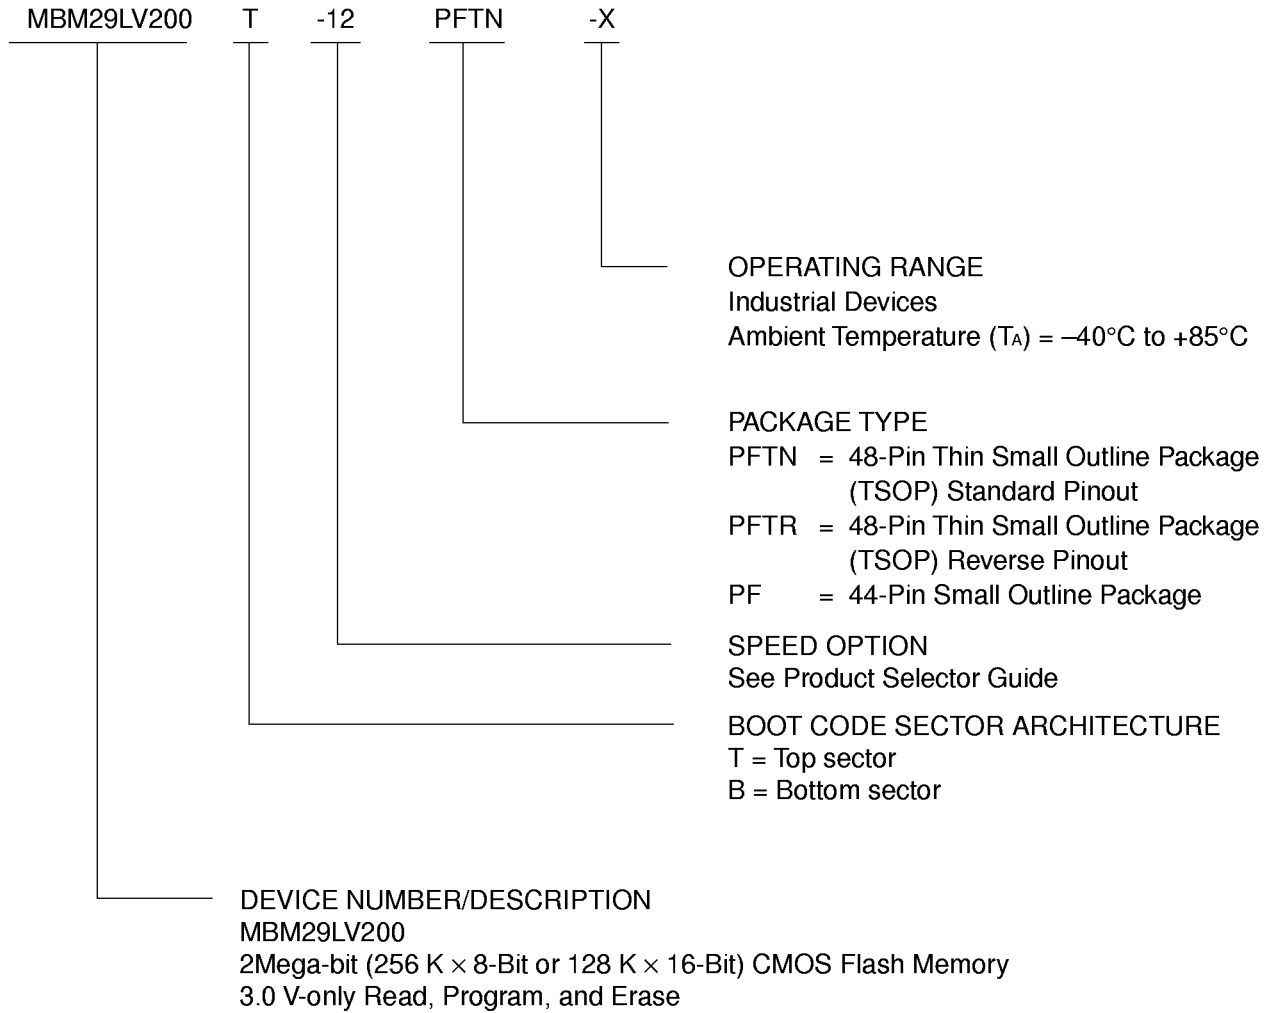 MBM29LV200 T -12 PFTN -X
OPERATING RANGE
Industrial Devices
Ambient Temperature (TA) = –40°C to +85°C
PACKAGE TYPE
PFTN = 48-Pin Thin Small Outline Package
(TSOP) Standard Pinout
PFTR = 48-Pin Thin Small Outline Package
(TSOP) Reverse Pinout
PF = 44-Pin Small Outline Package
SPEED OPTION
See Product Selector Guide
BOOT CODE SECTOR ARCHITECTURE
T = Top sector
B = Bottom sector
DEVICE NUMBER/DESCRIPTION
MBM29LV200
2Mega-bit (256 K × 8-Bit or 128 K × 16-Bit) CMOS Flash Memory
3.0 V-only Read, Program, and Erase